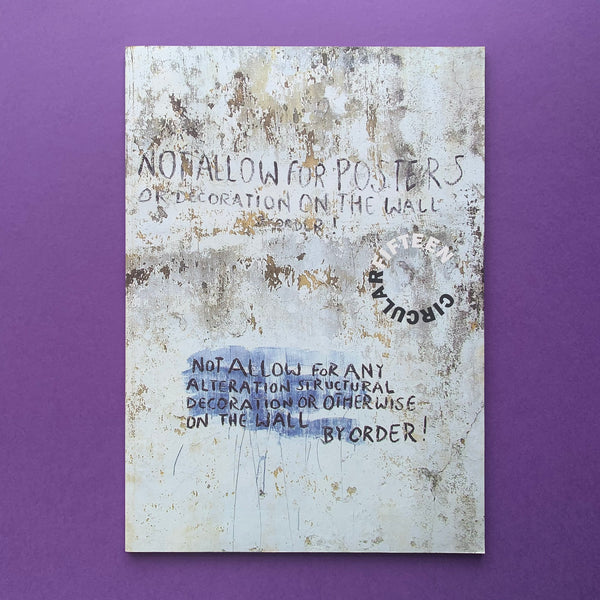 NOT ALLOW FOR POSTERS
OR DECORATION ON THE WALL
ORDER!
CIRCULAR FIFTEEN CIRCULAR
NOT ALLOW FOR ANY
ALTERATION STRUCTURAL
DECORATION OR OTHERWISE
ON THE WALL
BY ORDER!